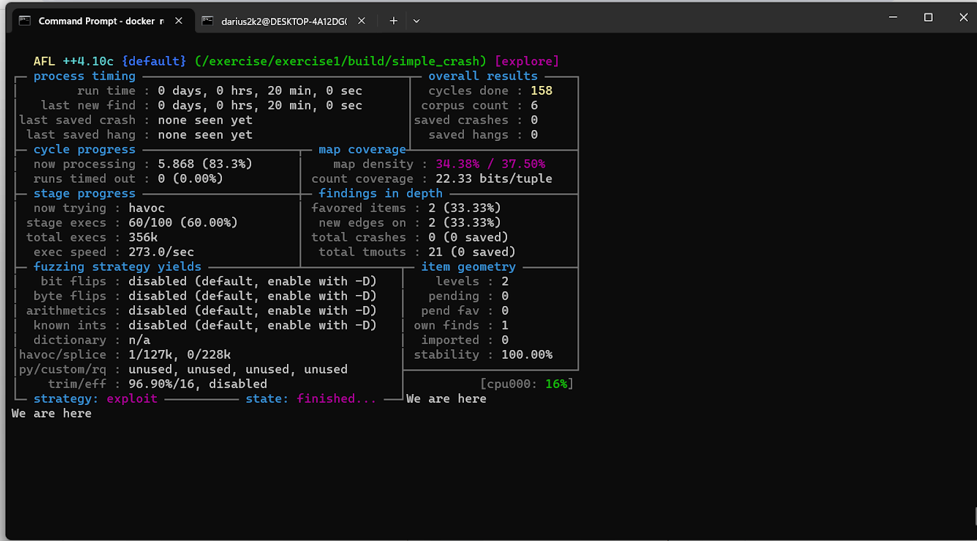 Command Prompt - docker r
darius2k2@DESKTOP-4A12DG
AFL ++4.10c {default} (/exercise/exercise1/build/simple_crash) [explore]
process timing overall results
run time : 0 days, 0 hrs, 20 min, 0 sec cycles done : 158
last new find : 0 days, 0 hrs, 20 min, 0 sec corpus count : 6
last saved crash : none seen yet saved crashes : 0
last saved hang : none seen yet saved hangs : 0
cycle progress map coverage
now processing : 5.868 (83.3%) map density : 34.38% / 37.50%
runs timed out : 0 (0.00%) count coverage : 22.33 bits/tuple
stage progress findings in depth
now trying : havoc favored items : 2 (33.33%)
stage execs : 60/100 (60.00%) new edges on : 2 (33.33%)
total execs : 356k total crashes : 0 (0 saved)
exec speed : 273.0/sec total tmouts : 21 (0 saved)
fuzzing strategy yields item geometry
bit flips : disabled (default, enable with -D) levels : 2
byte flips : disabled (default, enable with -D) pending : 0
arithmetics : disabled (default, enable with -D) pend fav : 0
known ints : disabled (default, enable with -D) own finds : 1
dictionary : n/a imported : 0
havoc/splice : 1/127k, 0/228k stability : 100.00%
py/custom/rq : unused, unused, unused, unused
trim/eff : 96.90%/16, disabled [cpu000: 16%]
strategy: exploit state: finished... We are here
We are here